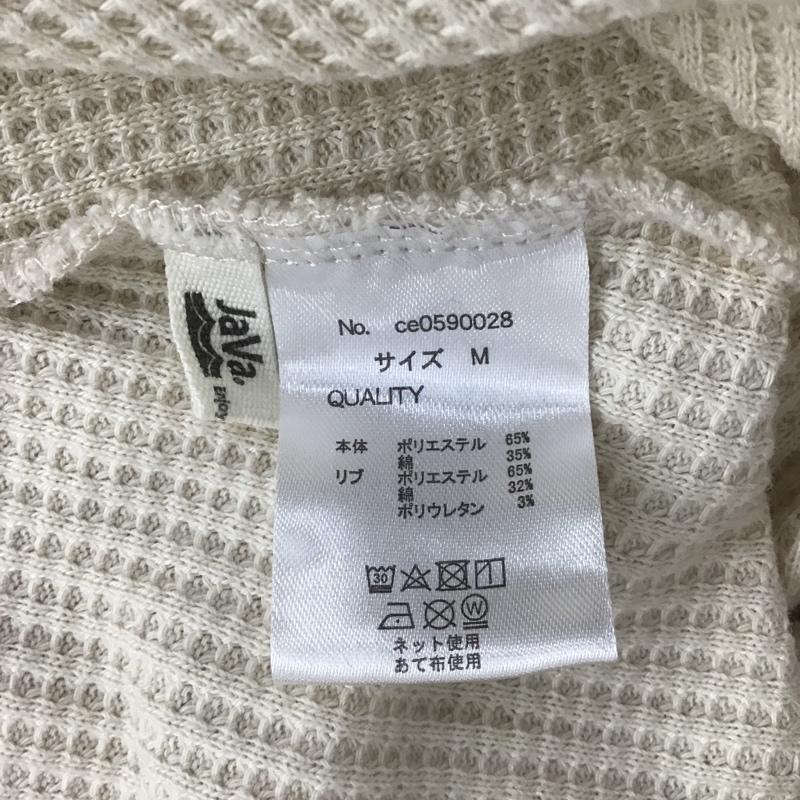 JaVa.
Enjoy
No. ce0590028
サイズ M
QUALITY
本体 ポリエステル 65%
綿 35%
リブ ポリエステル 65%
綿 32%
ポリウレタン 3%
30
W
ネット使用
あて布使用